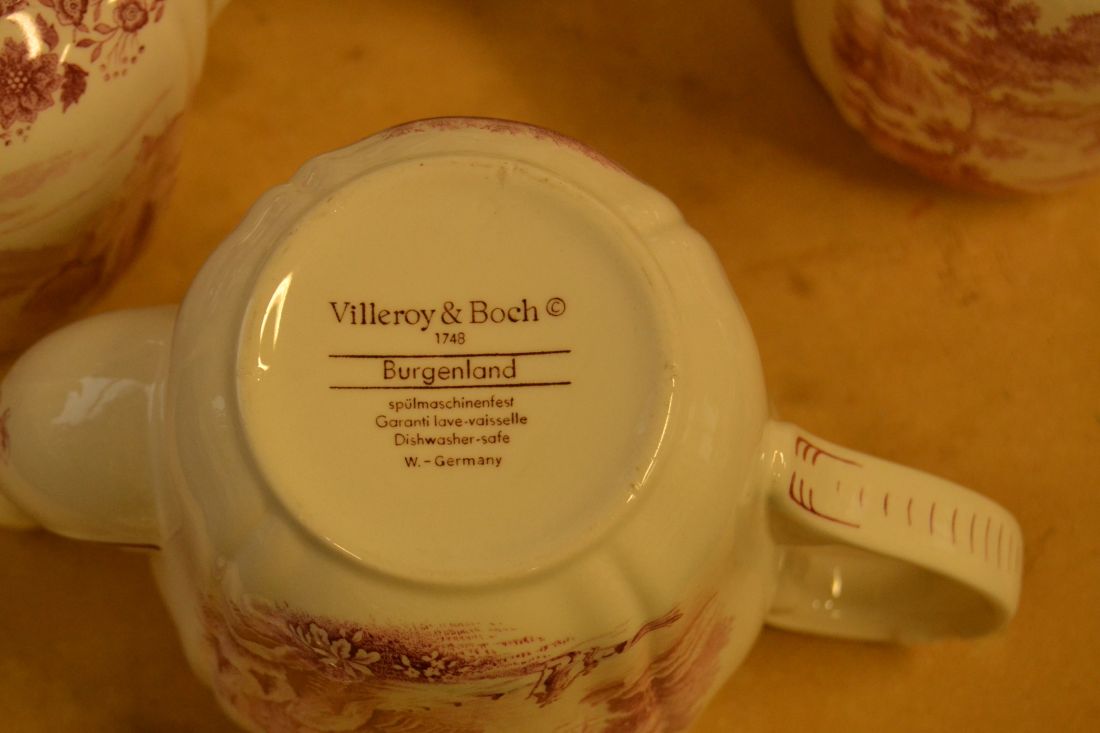 Villeroy & Boch ©
1748
Burgenland
spülmaschinenfest
Garanti lave-vaisselle
Dishwasher-safe
W.-Germany